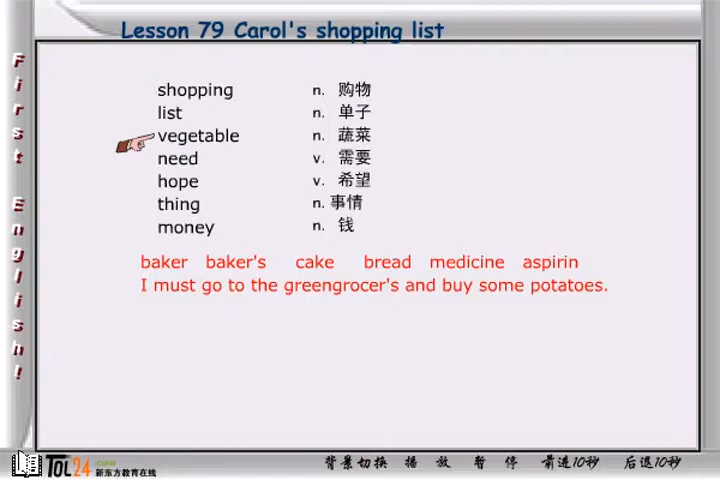 Lesson 79 Carol's shopping list
First English!
shopping n. 购物
list n. 单子
vegetable n. 蔬菜
need v. 需要
hope v. 希望
thing n. 事情
money n. 钱
baker baker's cake bread medicine aspirin
I must go to the greengrocer's and buy some potatoes.
TOL24.com 新东方教育在线
背景切换 播放 暂停 前进10秒 后退10秒